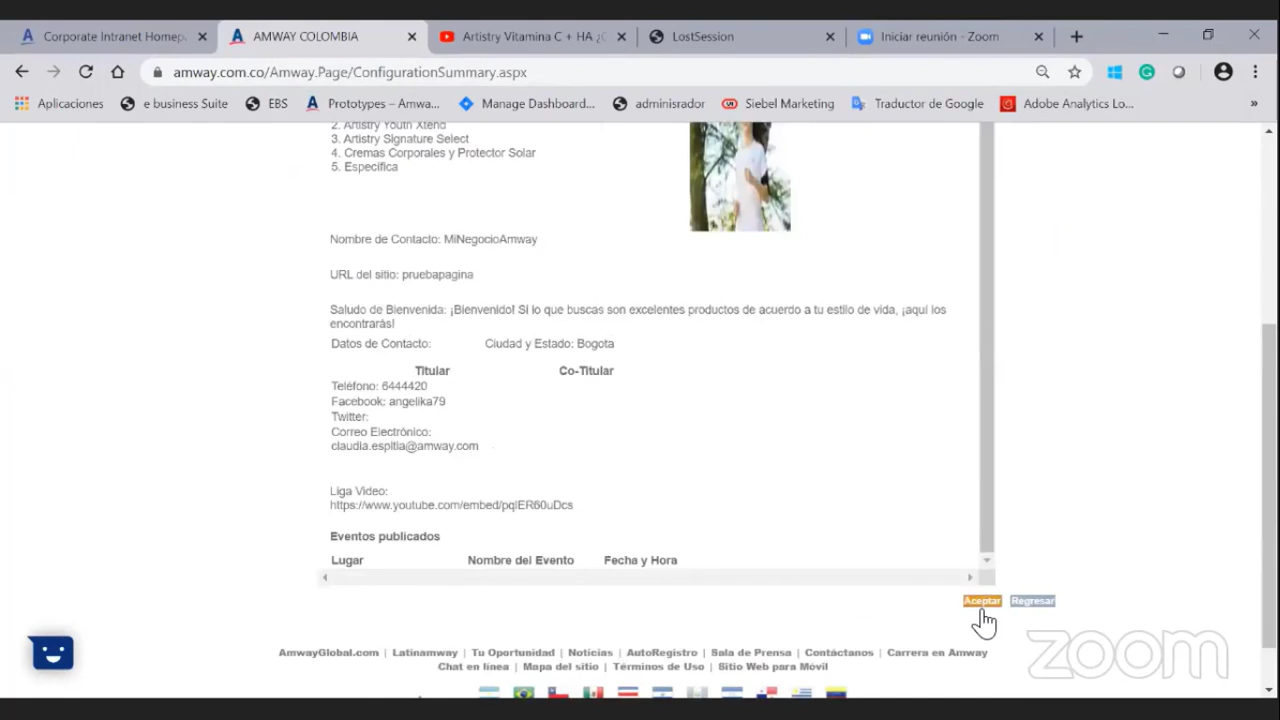 Corporate Intranet Homep
AMWAY COLOMBIA
Artistry Vitamina C + HA ¿C
LostSession
Iniciar reunión - Zoom
amway.com.co/Amway.Page/ConfigurationSummary.aspx
Aplicaciones
e business Suite
EBS
Prototypes – Amwa...
Manage Dashboard...
adminisrador
Siebel Marketing
Traductor de Google
Adobe Analytics Lo...
»
2. Artistry Youth Xtend
3. Artistry Signature Select
4. Cremas Corporales y Protector Solar
5. Específica
Nombre de Contacto: MiNegocioAmway
URL del sitio: pruebapagina
Saludo de Bienvenida: ¡Bienvenido! Si lo que buscas son excelentes productos de acuerdo a tu estilo de vida, ¡aquí los
encontrarás!
Datos de Contacto: Ciudad y Estado: Bogota
Titular Co-Titular
Teléfono: 6444420
Facebook: angelika79
Twitter:
Correo Electrónico:
claudia.espitia@amway.com
Liga Video:
https://www.youtube.com/embed/pqlER60uDcs
Eventos publicados
Lugar Nombre del Evento Fecha y Hora
Aceptar Regresar
AmwayGlobal.com | Latinamway | Tu Oportunidad | Noticias | AutoRegistro | Sala de Prensa | Contáctanos | Carrera en Amway
Chat en línea | Mapa del sitio | Términos de Uso | Sitio Web para Móvil
zoom